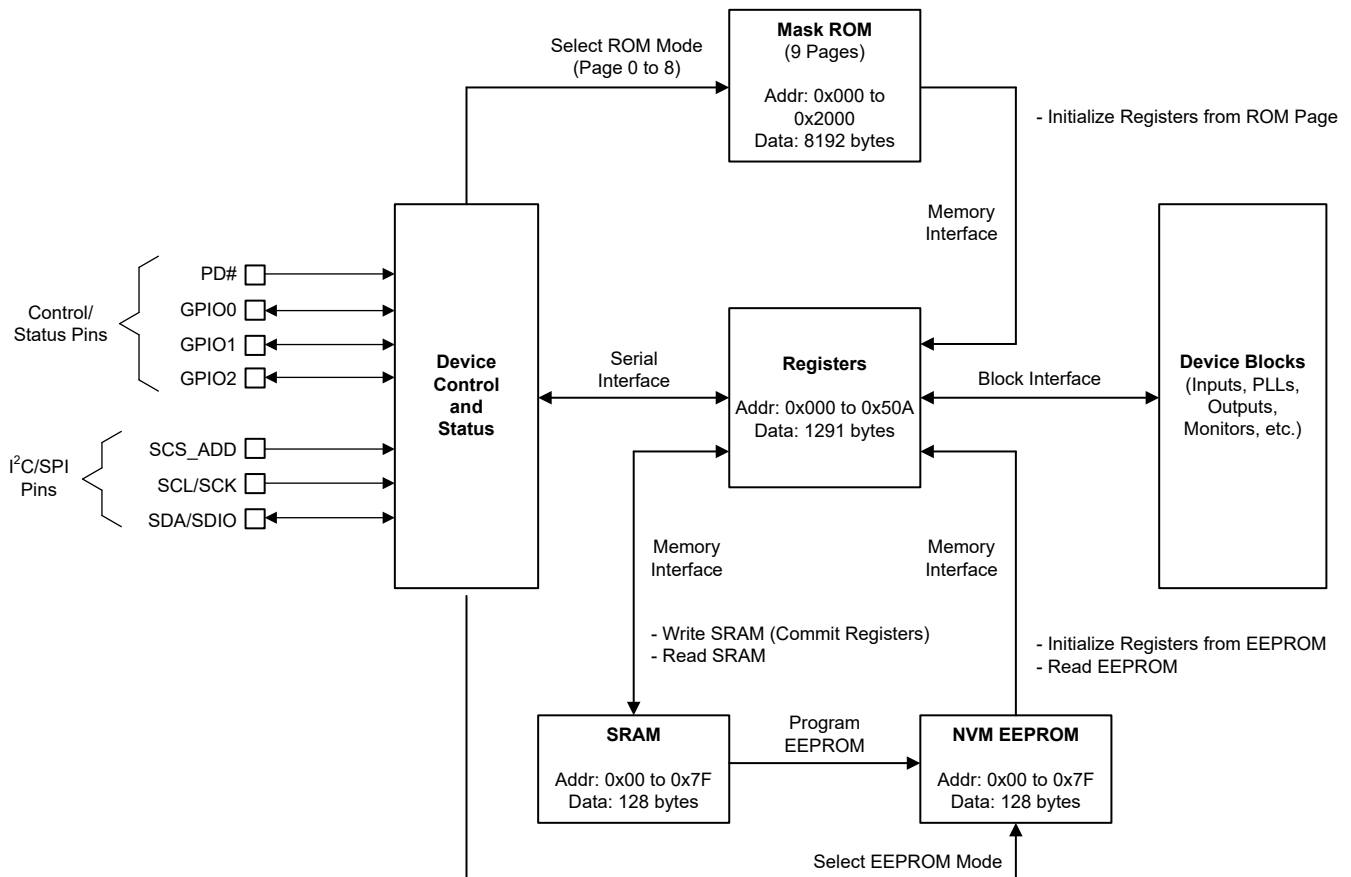 Mask ROM
(9 Pages)
Addr: 0x000 to
0x2000
Data: 8192 bytes
Select ROM Mode
(Page 0 to 8)
- Initialize Registers from ROM Page
Memory
Interface
Control/
Status Pins
PD#
GPIO0
GPIO1
GPIO2
I²C/SPI
Pins
SCS_ADD
SCL/SCK
SDA/SDIO
Device
Control
and
Status
Serial
Interface
Registers
Addr: 0x000 to 0x50A
Data: 1291 bytes
Block Interface
Device Blocks
(Inputs, PLLs,
Outputs,
Monitors, etc.)
Memory
Interface
Memory
Interface
- Write SRAM (Commit Registers)
- Read SRAM
- Initialize Registers from EEPROM
- Read EEPROM
SRAM
Addr: 0x00 to 0x7F
Data: 128 bytes
Program
EEPROM
NVM EEPROM
Addr: 0x00 to 0x7F
Data: 128 bytes
Select EEPROM Mode